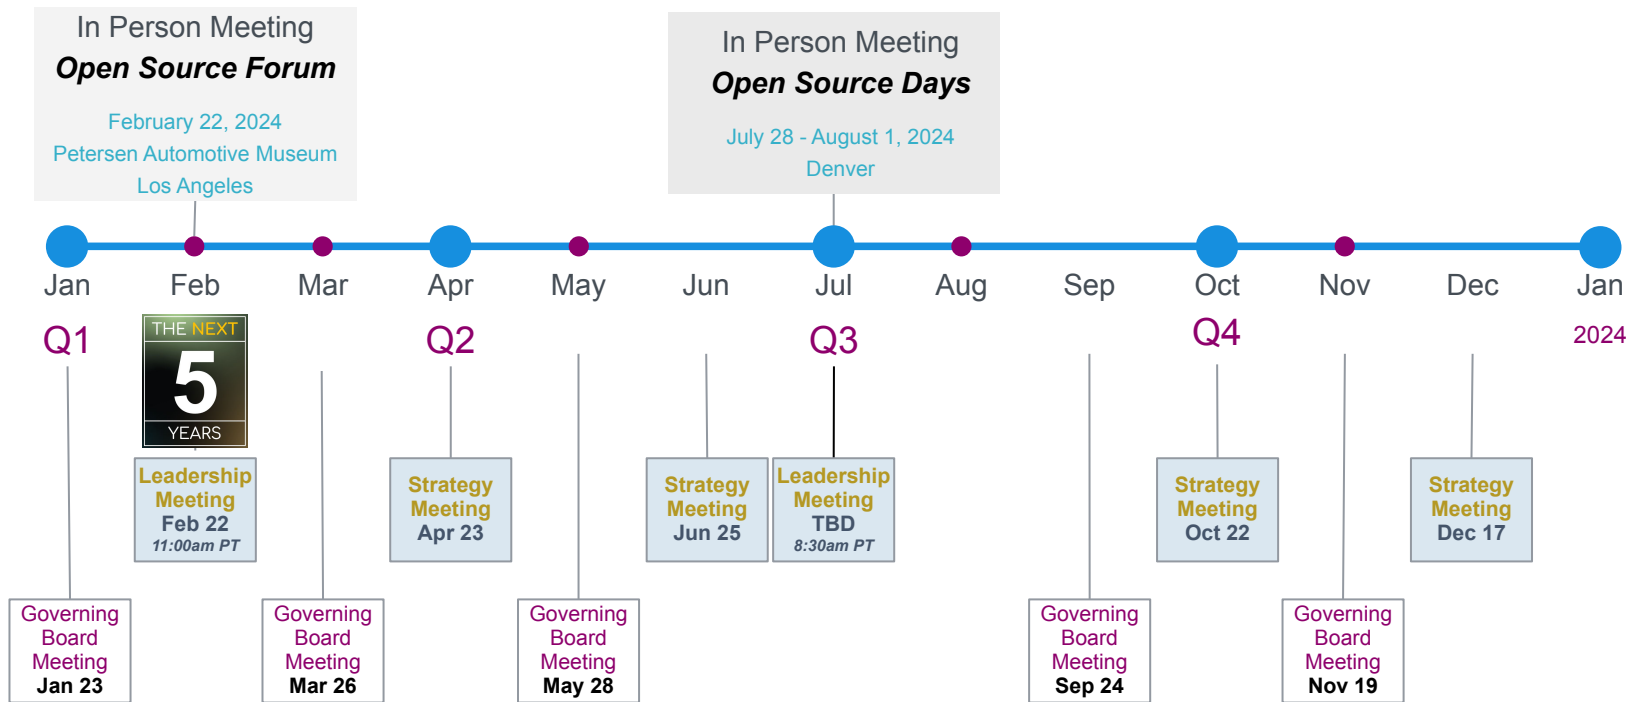 In Person Meeting
Open Source Forum
February 22, 2024
Petersen Automotive Museum
Los Angeles
In Person Meeting
Open Source Days
July 28 - August 1, 2024
Denver
Jan
Feb
Mar
Apr
May
Jun
Jul
Aug
Sep
Oct
Nov
Dec
Jan
Q1
Q2
Q3
Q4
2024
THE NEXT
5
YEARS
Leadership
Meeting
Feb 22
11:00am PT
Strategy
Meeting
Apr 23
Strategy
Meeting
Jun 25
Leadership
Meeting
TBD
8:30am PT
Strategy
Meeting
Oct 22
Strategy
Meeting
Dec 17
Governing
Board
Meeting
Jan 23
Governing
Board
Meeting
Mar 26
Governing
Board
Meeting
May 28
Governing
Board
Meeting
Sep 24
Governing
Board
Meeting
Nov 19